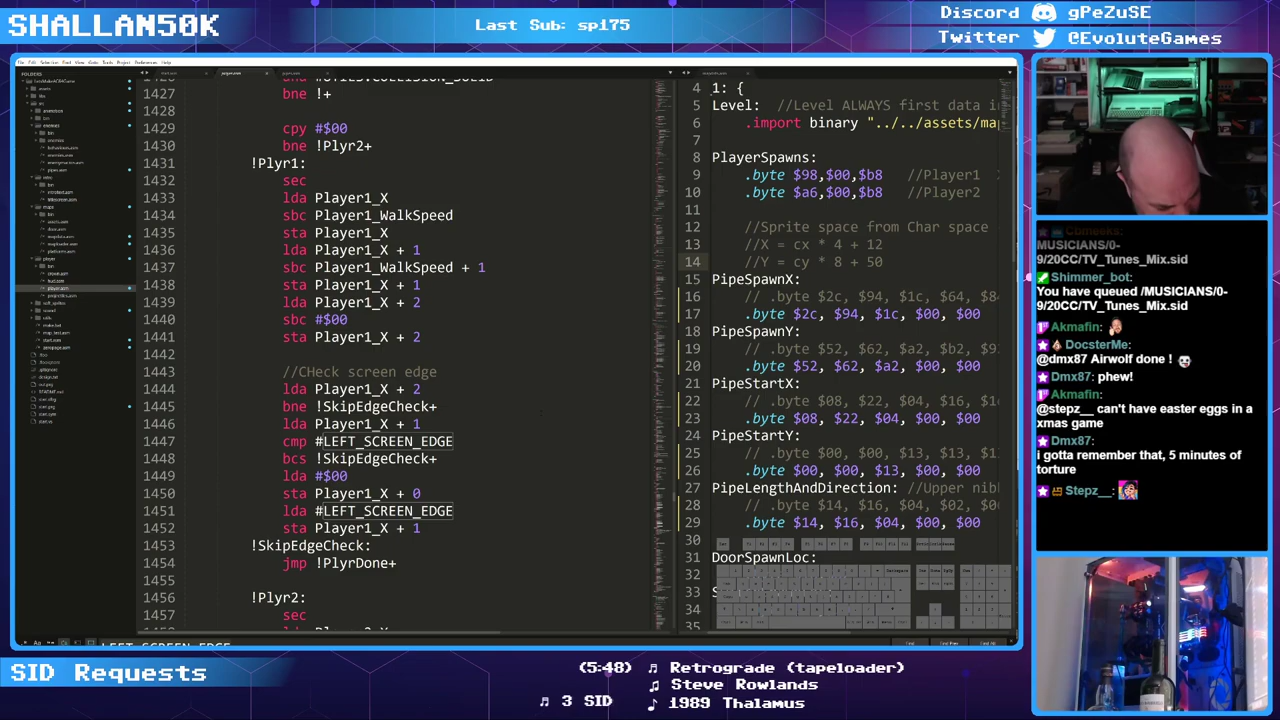 SHALLAN50K
Last Sub: sp175
Discord gPeZuSE
Twitter @EvoluteGames
FOLDERS
1427 bne !+
1428
1429 cpy #$00
1430 bne !Plyr2+
1431 !Plyr1:
1432 sec
1433 lda Player1_X
1434 sbc Player1_WalkSpeed
1435 sta Player1_X
1436 lda Player1_X + 1
1437 sbc Player1_WalkSpeed + 1
1438 sta Player1_X + 1
1439 lda Player1_X + 2
1440 sbc #$00
1441 sta Player1_X + 2
1442
1443 //CHeck screen edge
1444 lda Player1_X + 2
1445 bne !SkipEdgeCheck+
1446 lda Player1_X + 1
1447 cmp #LEFT_SCREEN_EDGE
1448 bcs !SkipEdgeCheck+
1449 lda #$00
1450 sta Player1_X + 0
1451 lda #LEFT_SCREEN_EDGE
1452 sta Player1_X + 1
1453 !SkipEdgeCheck:
1454 jmp !PlyrDone+
1455
1456 !Plyr2:
1457 sec
4 1: {
5 Level: //Level ALWAYS first data i
6 .import binary "../../assets/ma
7
8 PlayerSpawns:
9 .byte $98,$00,$b8 //Player1
10 .byte $a6,$00,$b8 //Player2
11
12 //Sprite space from Char space
13 //X = cx * 4 + 12
14 //Y = cy * 8 + 50
15 PipeSpawnX:
16 // .byte $2c, $94, $1c, $64, $8
17 .byte $2c, $94, $1c, $00, $00
18 PipeSpawnY:
19 // .byte $52, $62, $a2, $b2, $9
20 .byte $52, $62, $a2, $00, $00
21 PipeStartX:
22 // .byte $08, $22, $04, $16, $1
23 .byte $08, $22, $04, $00, $00
24 PipeStartY:
25 // .byte $00, $00, $13, $13, $1
26 .byte $00, $00, $13, $00, $00
27 PipeLengthAndDirection: //Upper nib
28 // .byte $14, $16, $04, $02, $0
29 .byte $14, $16, $04, $00, $00
30
31 DoorSpawnLoc:
32
33
34
35
MUSICIANS/0-
9/20CC/TV_Tunes_Mix.sid
Shimmer_bot:
You have queued /MUSICIANS/0-
9/20CC/TV_Tunes_Mix.sid
Akmafin:
DocsterMe:
@dmx87 Airwolf done !
Dmx87: phew!
Akmafin:
@stepz__ can't have easter eggs in a
xmas game
Dmx87:
i gotta remember that, 5 minutes of
torture
Stepz__:
SID Requests
(5:48) Retrograde (tapeloader)
Steve Rowlands
3 SID 1989 Thalamus